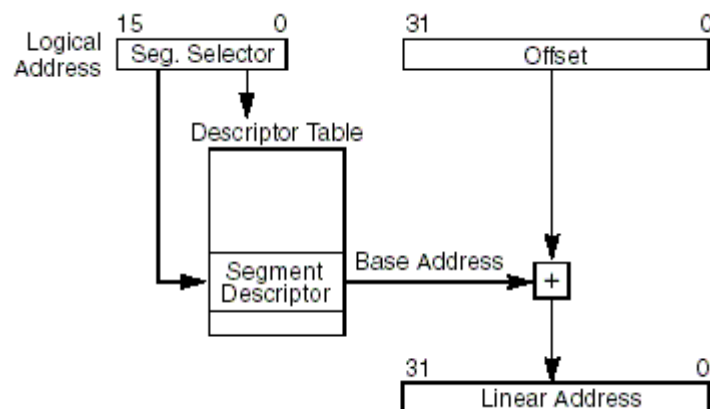 15 0 31 0
Logical Address
Seg. Selector
Offset
Descriptor Table
Segment Descriptor
Base Address
+
31 0
Linear Address